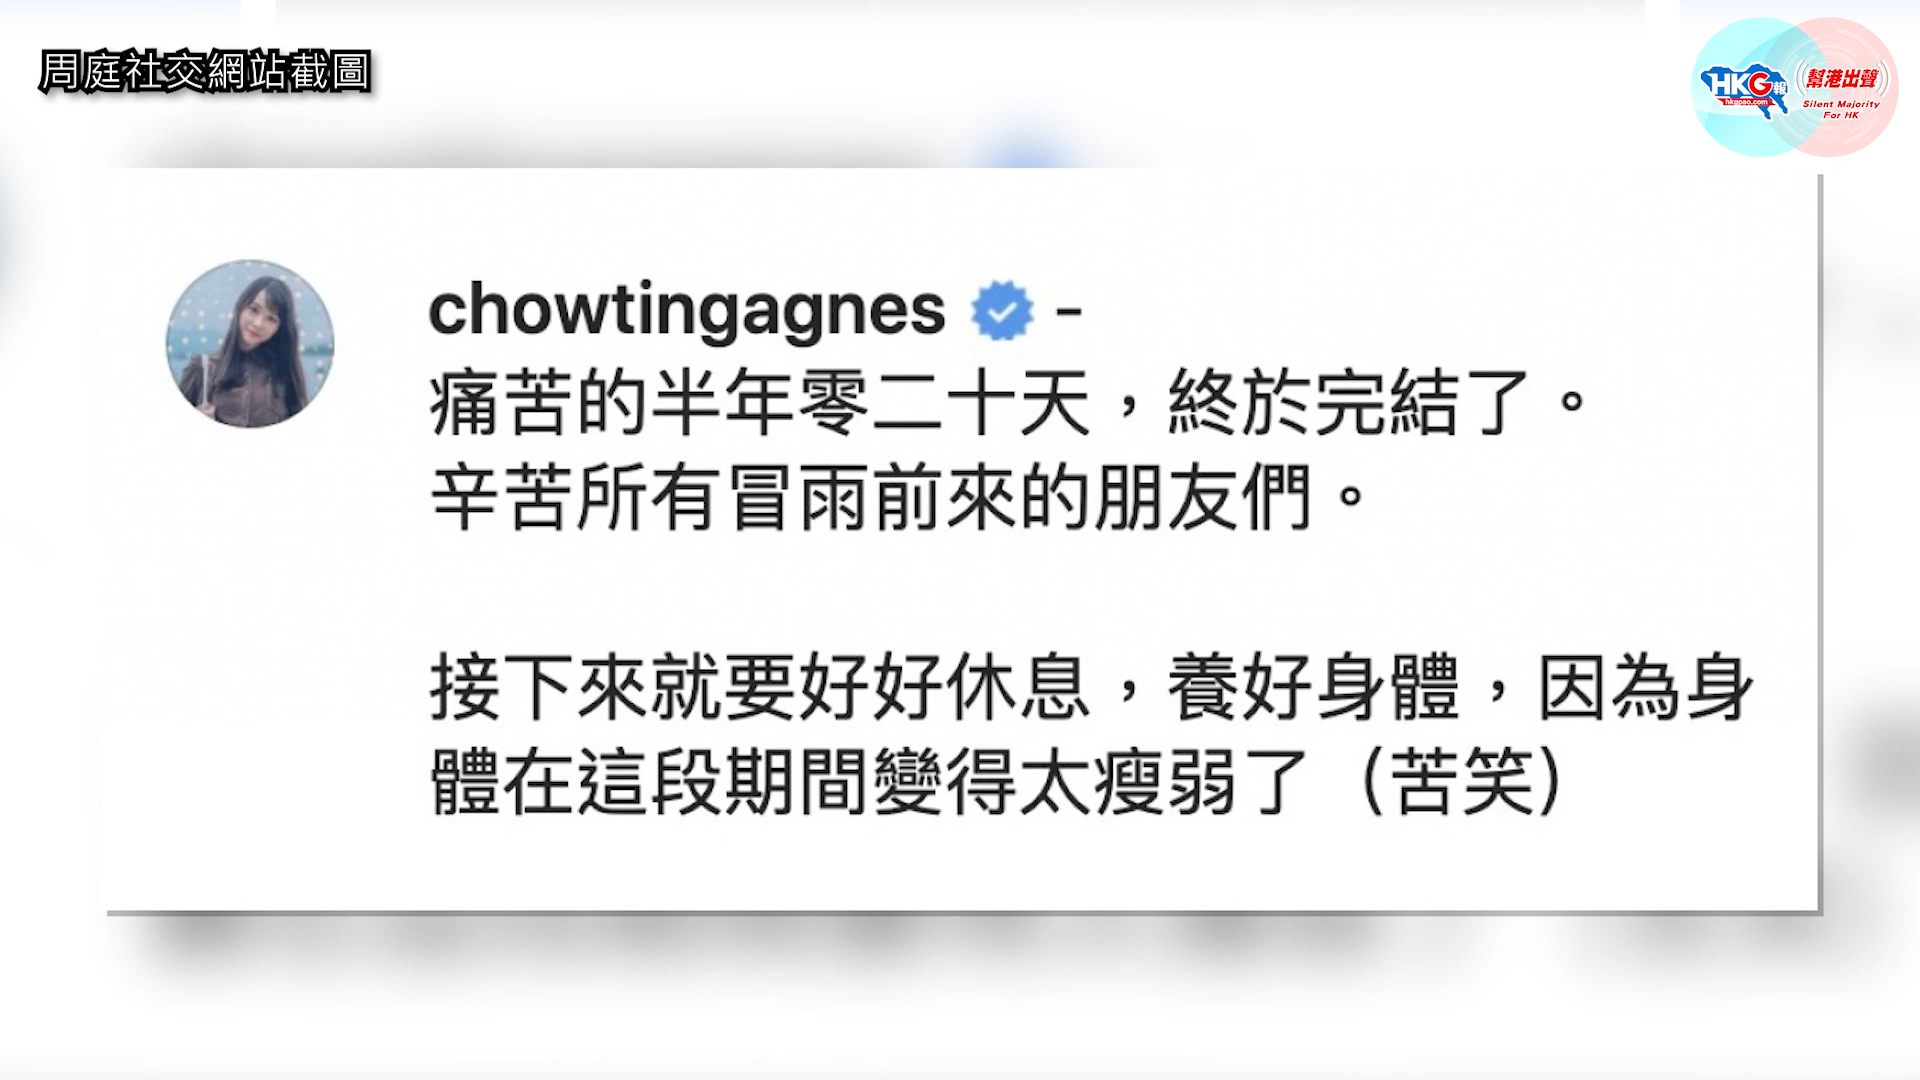 周庭社交網站截圖
HKG報
hkgpao.com
幫港出聲
Silent Majority
For HK
chowtingagnes –
痛苦的半年零二十天，終於完結了。
辛苦所有冒雨前來的朋友們。
接下來就要好好休息，養好身體，因為身
體在這段期間變得太瘦弱了（苦笑）